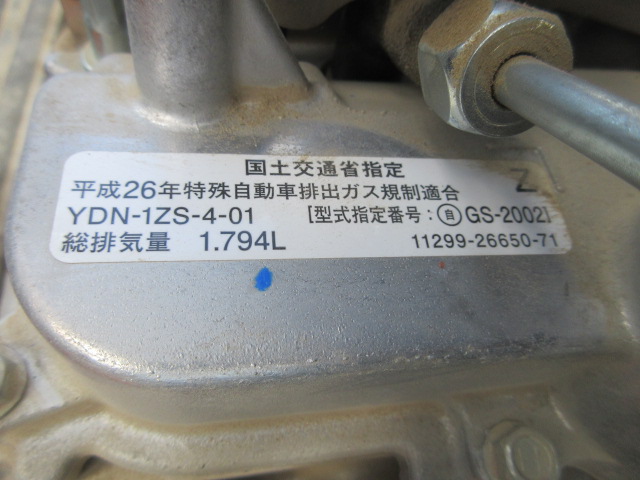 国土交通省指定
平成26年特殊自動車排出ガス規制適合 Z
YDN-1ZS-4-01 [型式指定番号：㊂GS-2002]
総排気量 1.794L 11299-26650-71